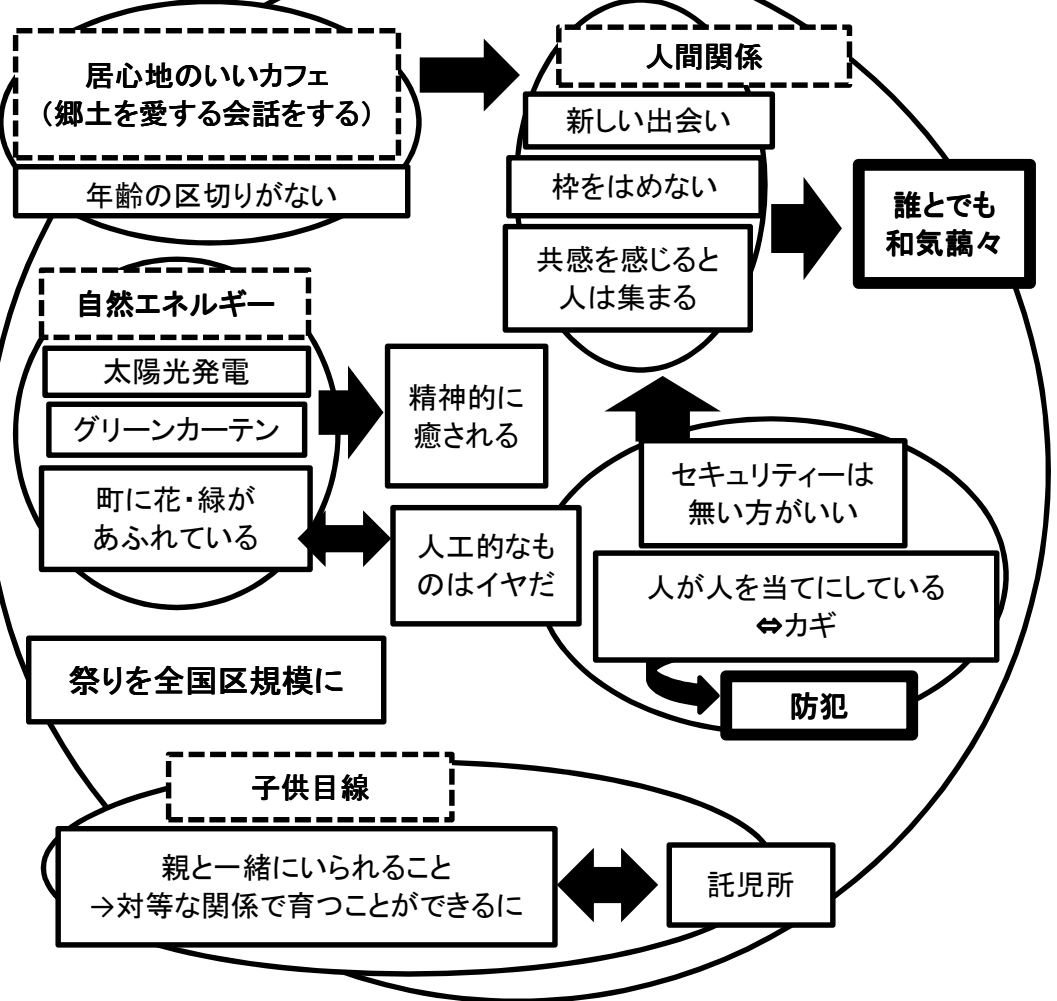 居心地のいいカフェ
（郷土を愛する会話をする）
年齢の区切りがない
人間関係
新しい出会い
枠をはめない
共感を感じると
人は集まる
誰とでも
和気藹々
自然エネルギー
太陽光発電
グリーンカーテン
町に花・緑が
あふれている
精神的に
癒される
人工的なも
のはイヤだ
セキュリティーは
無い方がいい
人が人を当てにしている
⇔カギ
防犯
祭りを全国区規模に
子供目線
親と一緒にいられること
→対等な関係で育つことができるに
託児所